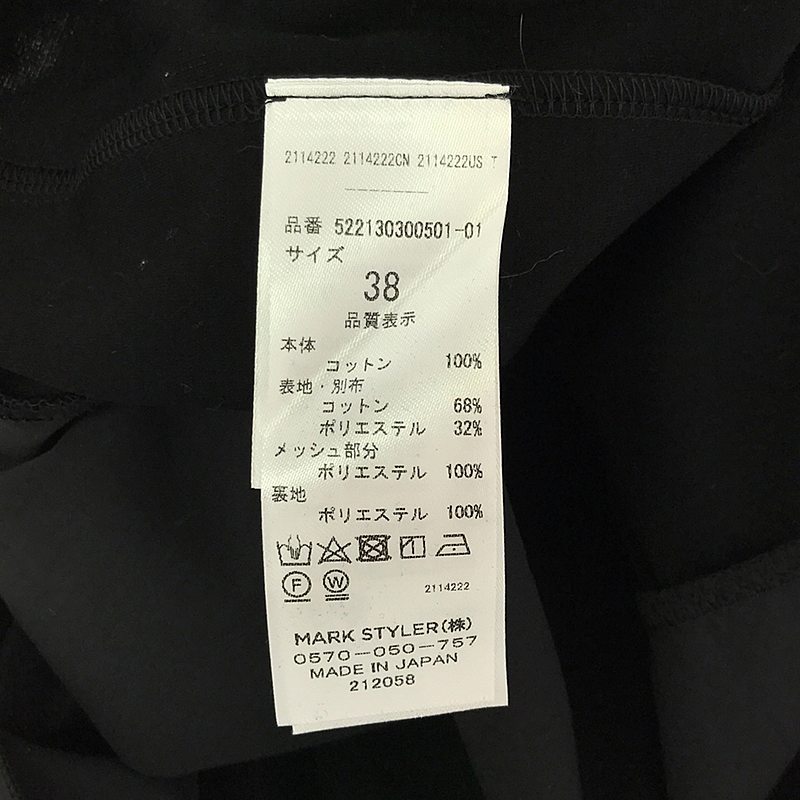 2114222 2114222CN 2114222US T
品番 522130300501-01
サイズ
38
品質表示
本体
コットン 100%
表地・別布
コットン 68%
ポリエステル 32%
メッシュ部分
ポリエステル 100%
裏地
ポリエステル 100%
F W 2114222
MARK STYLER(株)
0570-050-757
MADE IN JAPAN
212058